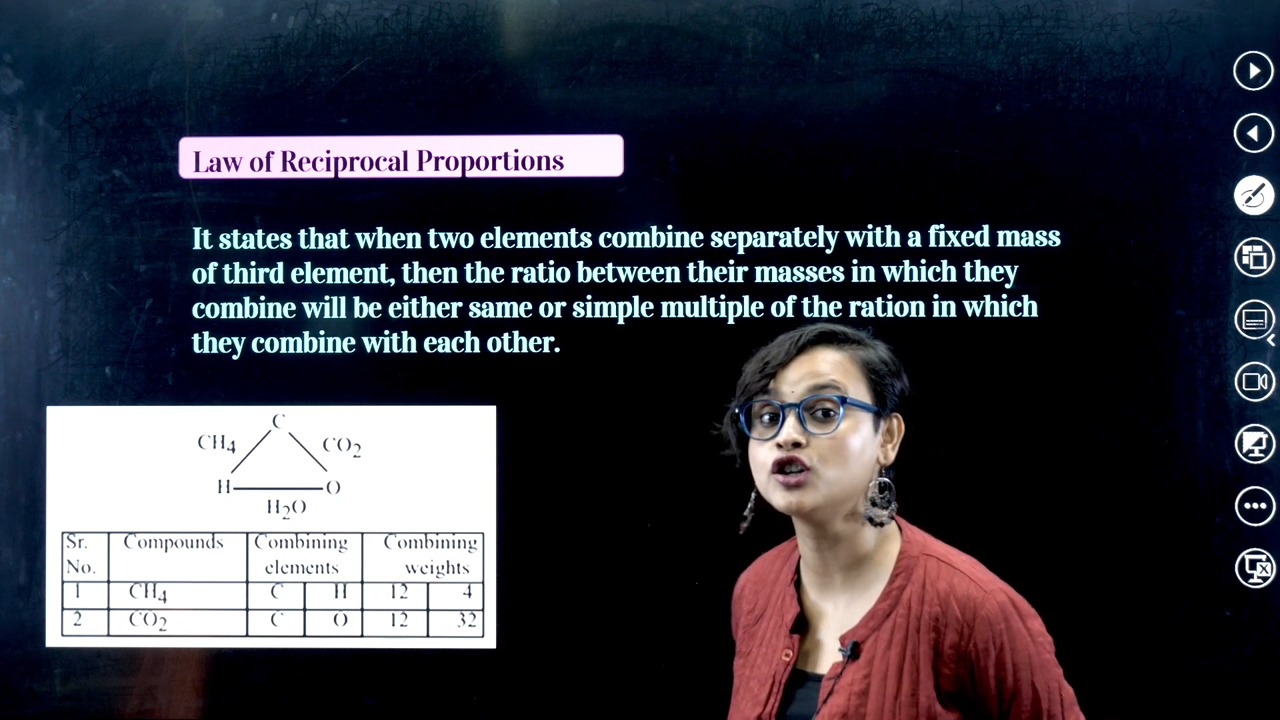 Law of Reciprocal Proportions
It states that when two elements combine separately with a fixed mass
of third element, then the ratio between their masses in which they
combine will be either same or simple multiple of the ration in which
they combine with each other.
C
CH4 CO2
H O
H2O
Sr. No. Compounds Combining elements Combining weights
1 CH4 C H 12 4
2 CO2 C O 12 32